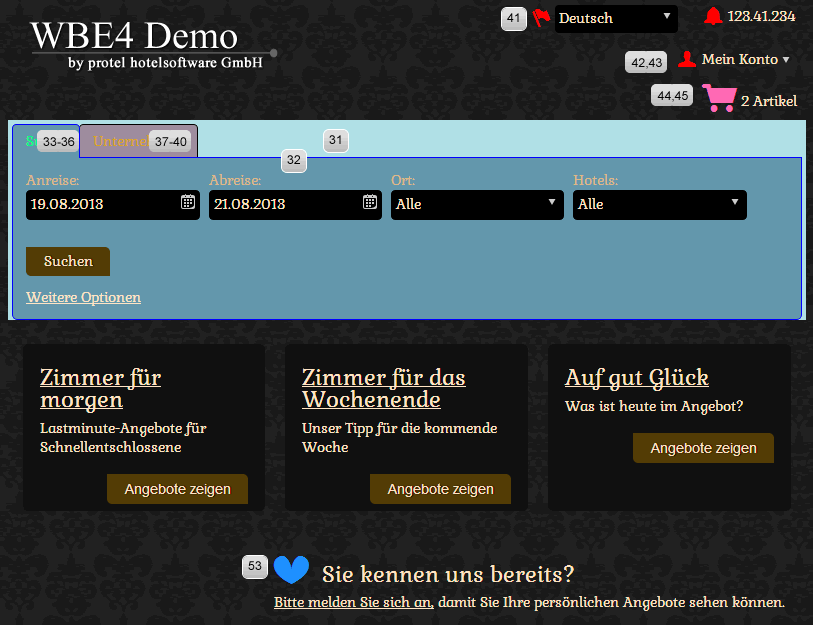 WBE4 Demo
by protel hotelsoftware GmbH
41 Deutsch
123.41.234
42,43 Mein Konto
44,45 2 Artikel
33-36 37-40 31
32
Anreise: Abreise: Ort: Hotels:
19.08.2013 21.08.2013 Alle Alle
Suchen
Weitere Optionen
Zimmer für
morgen
Lastminute-Angebote für
Schnellentschlossene
Angebote zeigen
Zimmer für das
Wochenende
Unser Tipp für die kommende
Woche
Angebote zeigen
Auf gut Glück
Was ist heute im Angebot?
Angebote zeigen
53 Sie kennen uns bereits?
Bitte melden Sie sich an, damit Sie Ihre persönlichen Angebote sehen können.